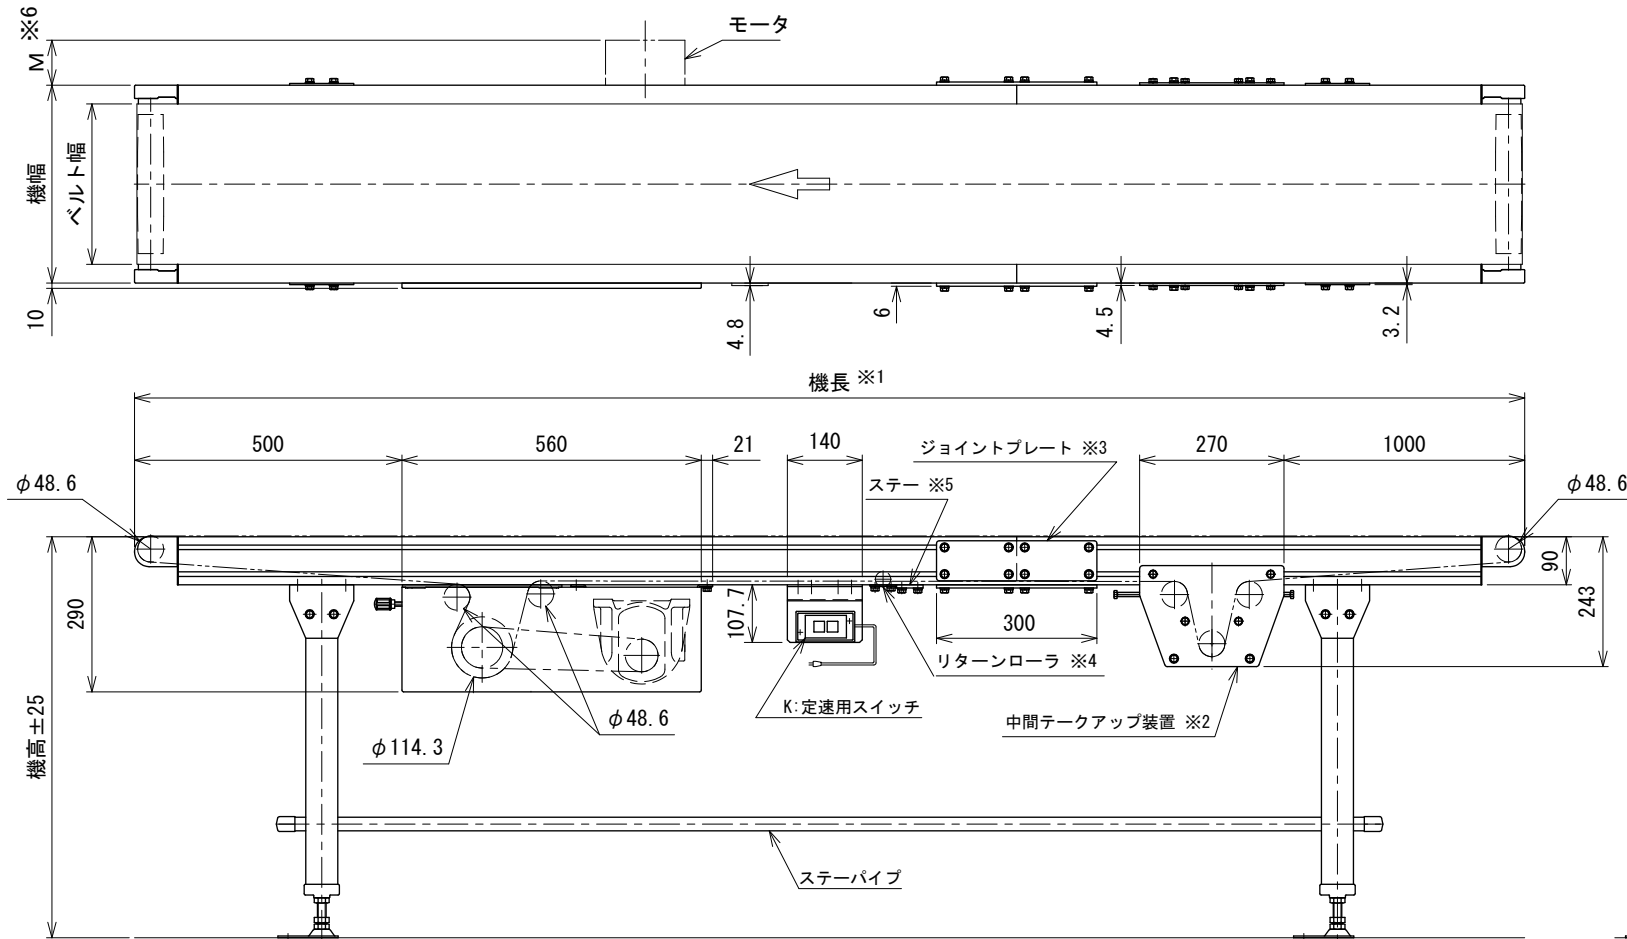 M ※6
モータ
機幅
ベルト幅
10
4.8
6
4.5
3.2
機長 ※1
500
560
21
140
ジョイントプレート ※3
270
1000
φ48.6
ステー ※5
φ48.6
290
107.7
300
90
243
リターンローラ ※4
K:定速用スイッチ
中間テークアップ装置 ※2
φ48.6
φ114.3
機高±25
ステーパイプ